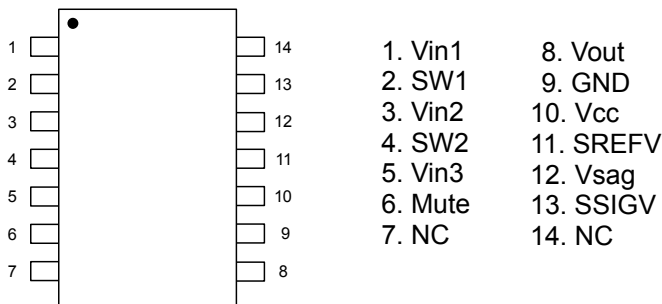 1
2
3
4
5
6
7
14
13
12
11
10
9
8
1. Vin1
2. SW1
3. Vin2
4. SW2
5. Vin3
6. Mute
7. NC
8. Vout
9. GND
10. Vcc
11. SREFV
12. Vsag
13. SSIGV
14. NC